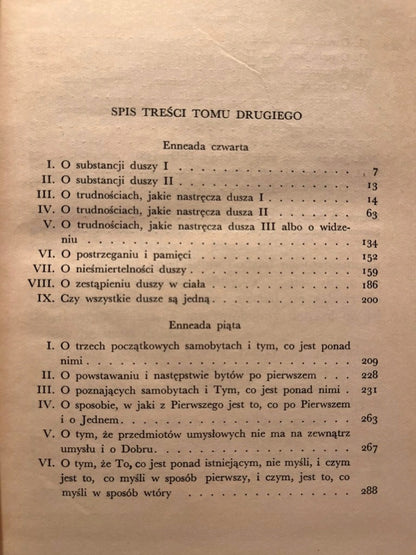 SPIS TREŚCI TOMU DRUGIEGO
Enneada czwarta
I. O substancji duszy I . . . . . . . . . . . . . . . 7
II. O substancji duszy II . . . . . . . . . . . . . . 13
III. O trudnościach, jakie nastręcza dusza I . . . . . . 14
IV. O trudnościach, jakie nastręcza dusza II . . . . . . 63
V. O trudnościach, jakie nastręcza dusza III albo o widze-
niu . . . . . . . . . . . . . . . . . . . . . 134
VI. O postrzeganiu i pamięci . . . . . . . . . . . . 152
VII. O nieśmiertelności duszy . . . . . . . . . . . . 159
VIII. O zestąpieniu duszy w ciała . . . . . . . . . . . 186
IX. Czy wszystkie dusze są jedną . . . . . . . . . . . 200
Enneada piąta
I. O trzech początkowych samobytach i tym, co jest ponad
nimi . . . . . . . . . . . . . . . . . . . . . 209
II. O powstawaniu i następstwie bytów po pierwszem . . 228
III. O poznających samobytach i Tym, co jest ponad nimi . 231
IV. O sposobie, w jaki z Pierwszego jest to, co po Pierwszem
i o Jednem . . . . . . . . . . . . . . . . . . 263
V. O tym, że przedmiotów umysłowych nie ma na zewnątrz
umysłu i o Dobru . . . . . . . . . . . . . . . 267
VI. O tym, że To, co jest ponad istniejącym, nie myśli, i czym
jest to, co myśli w sposób pierwszy, i czym, jest to, co
myśli w sposób wtóry . . . . . . . . . . . . . 288